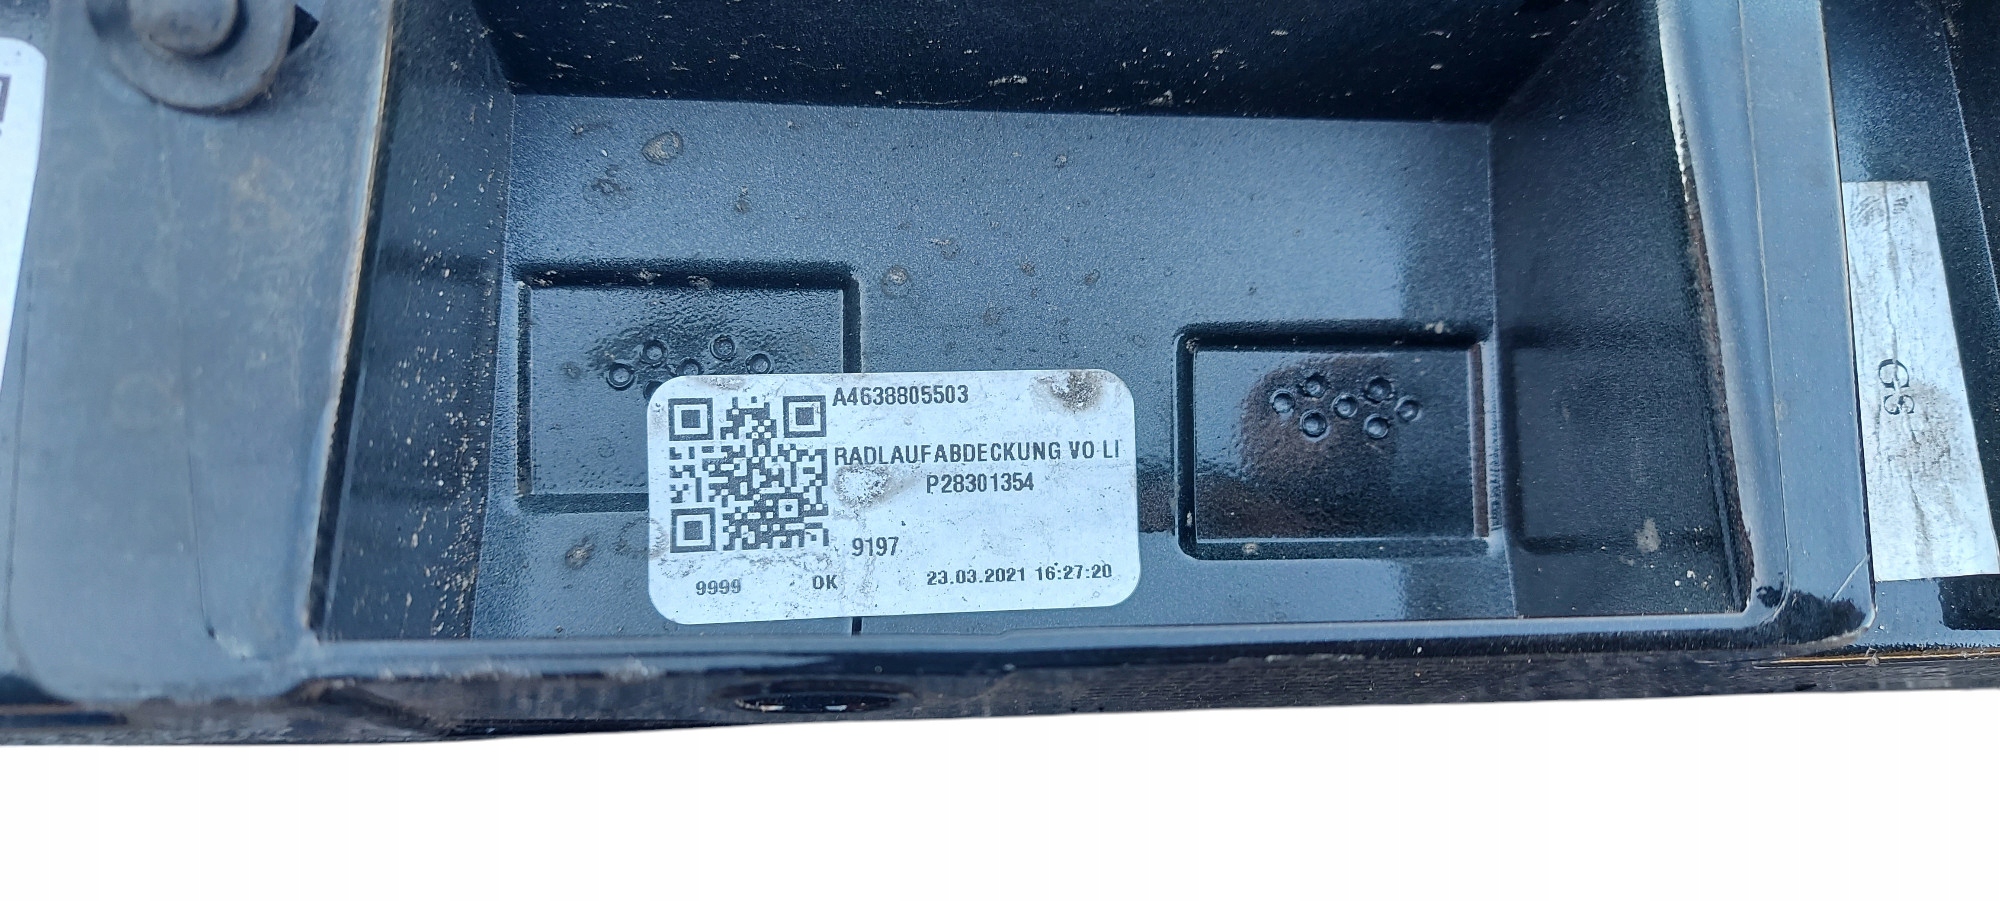 A4638805503
RADLAUFABDECKUNG VO LI
P28301354
9197
9999 OK 23.03.2021 16:27:20